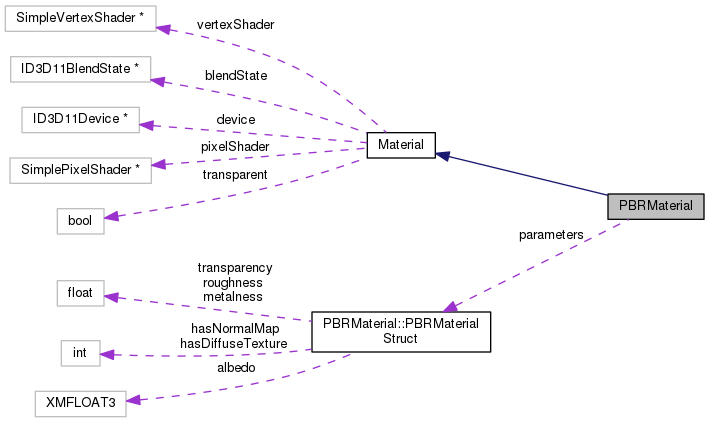 SimpleVertexShader *
vertexShader
ID3D11BlendState *
blendState
ID3D11Device *
device
SimplePixelShader *
pixelShader
bool
transparent
Material
PBRMaterial
parameters
float
transparency
roughness
metalness
PBRMaterial::PBRMaterial
Struct
int
hasNormalMap
hasDiffuseTexture
XMFLOAT3
albedo